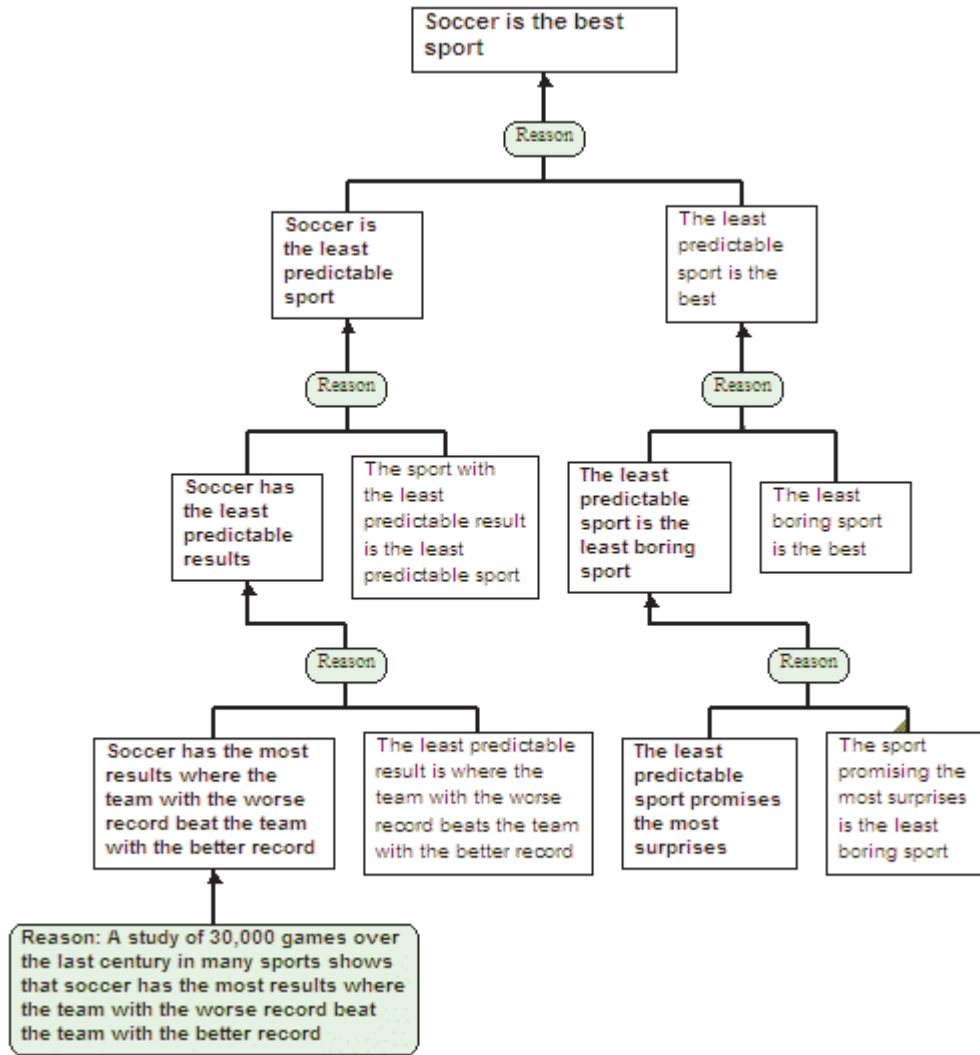 Soccer is the best
sport
Reason
Soccer is
the least
predictable
sport
The least
predictable
sport is the
best
Reason
Reason
Soccer has
the least
predictable
results
The sport with
the least
predictable result
is the least
predictable sport
The least
predictable
sport is the
least boring
sport
The least
boring sport
is the best
Reason
Reason
Soccer has the most
results where the
team with the worse
record beat the team
with the better record
The least predictable
result is where the
team with the worse
record beats the team
with the better record
The least
predictable
sport promises
the most
surprises
The sport
promising the
most surprises
is the least
boring sport
Reason: A study of 30,000 games over
the last century in many sports shows
that soccer has the most results where
the team with the worse record beat
the team with the better record